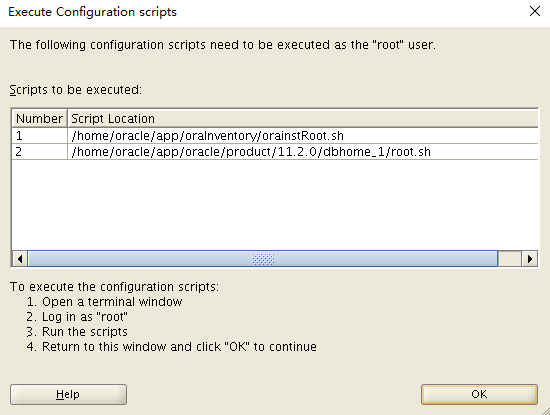 Execute Configuration scripts
The following configuration scripts need to be executed as the "root" user.
Scripts to be executed:
Number Script Location
1 /home/oracle/app/oraInventory/orainstRoot.sh
2 /home/oracle/app/oracle/product/11.2.0/dbhome_1/root.sh
To execute the configuration scripts:
1. Open a terminal window
2. Log in as "root"
3. Run the scripts
4. Return to this window and click "OK" to continue
Help OK